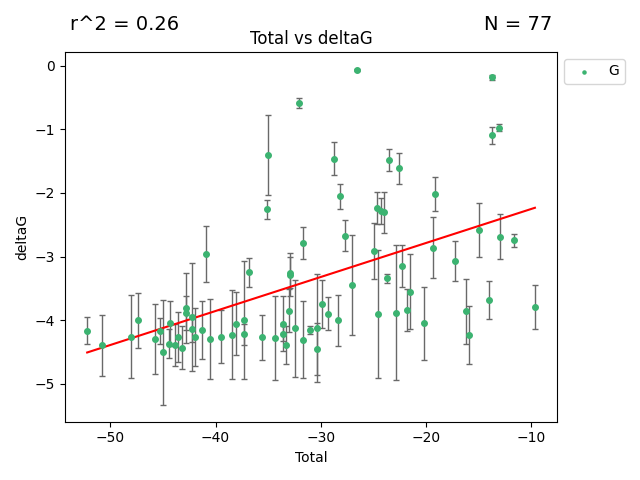 r^2 = 0.26
N = 77
Total vs deltaG
G
0
−1
−2
−3
−4
−5
deltaG
−50 −40 −30 −20 −10
Total